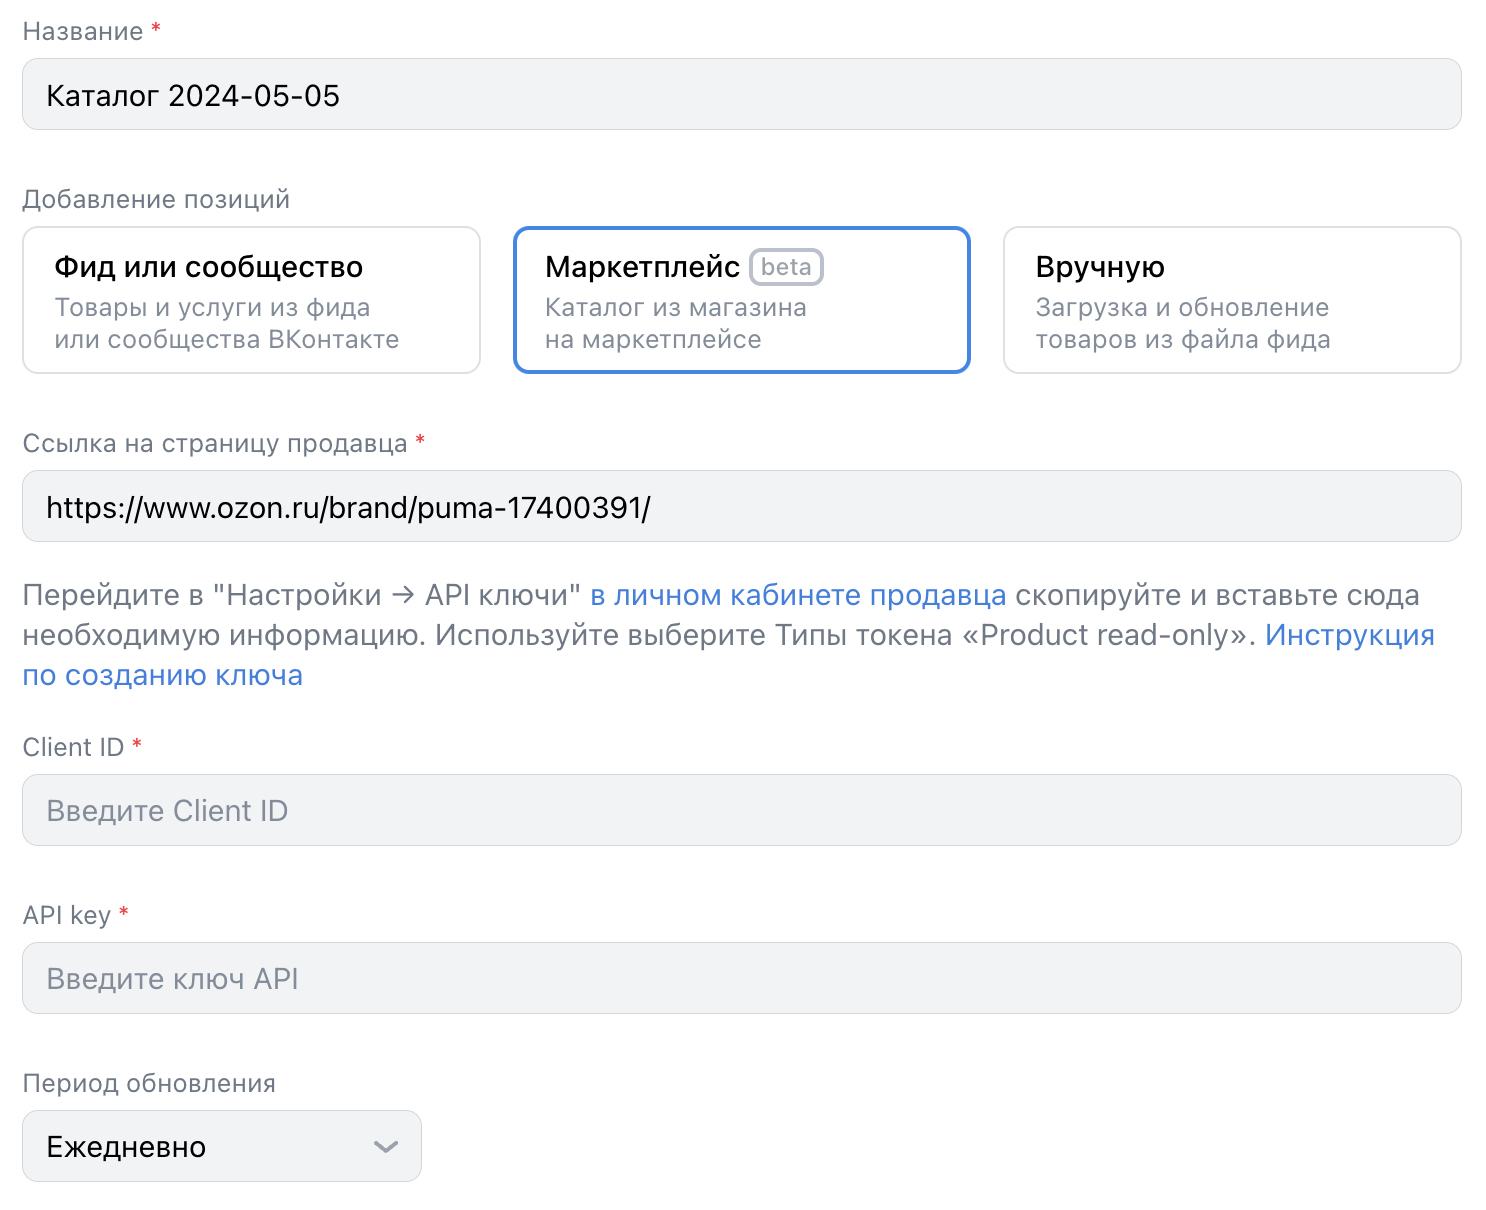 Название *
Каталог 2024-05-05
Добавление позиций
Фид или сообщество
Товары и услуги из фида
или сообщества ВКонтакте
Маркетплейс beta
Каталог из магазина
на маркетплейсе
Вручную
Загрузка и обновление
товаров из файла фида
Ссылка на страницу продавца *
https://www.ozon.ru/brand/puma-17400391/
Перейдите в "Настройки → API ключи" в личном кабинете продавца скопируйте и вставьте сюда
необходимую информацию. Используйте выберите Типы токена «Product read-only». Инструкция
по созданию ключа
Client ID *
Введите Client ID
API key *
Введите ключ API
Период обновления
Ежедневно